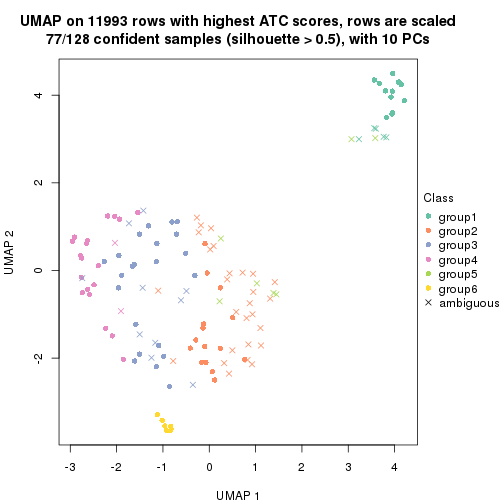 UMAP on 11993 rows with highest ATC scores, rows are scaled
77/128 confident samples (silhouette > 0.5), with 10 PCs
4
2
0
-2
UMAP 2
-3
-2
-1
0
1
2
3
4
UMAP 1
Class
group1
group2
group3
group4
group5
group6
ambiguous